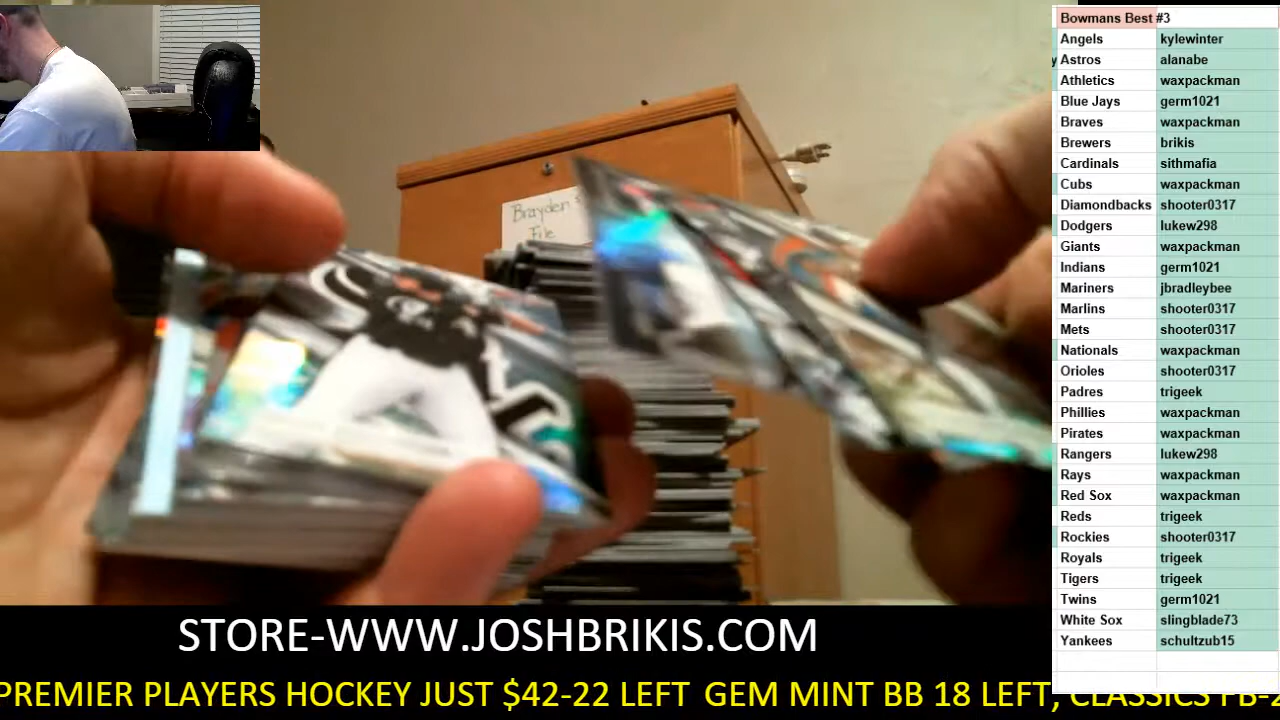 Bowmans Best #3
Angels kylewinter
Astros alanabe
Athletics waxpackman
Blue Jays germ1021
Braves waxpackman
Brewers brikis
Cardinals sithmafia
Cubs waxpackman
Diamondbacks shooter0317
Dodgers lukew298
Giants waxpackman
Indians germ1021
Mariners jbradleybee
Marlins shooter0317
Mets shooter0317
Nationals waxpackman
Orioles shooter0317
Padres trigeek
Phillies waxpackman
Pirates waxpackman
Rangers lukew298
Rays waxpackman
Red Sox waxpackman
Reds trigeek
Rockies shooter0317
Royals trigeek
Tigers trigeek
Twins germ1021
White Sox slingblade73
Yankees schultzub15
Brayden's
File
STORE-WWW.JOSHBRIKIS.COM
PREMIER PLAYERS HOCKEY JUST $42-22 LEFT GEM MINT BB 18 LEFT, CLASSICS FB-2